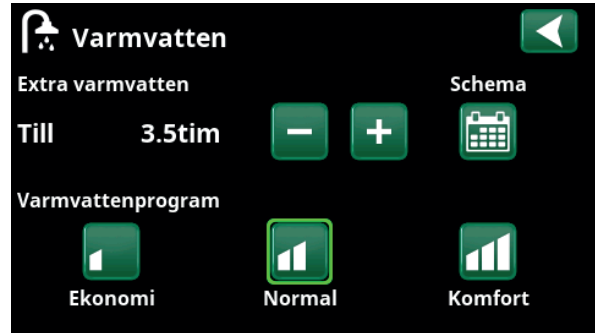 Varmvatten
Extra varmvatten Schema
Till 3.5tim
Varmvattenprogram
Ekonomi Normal Komfort